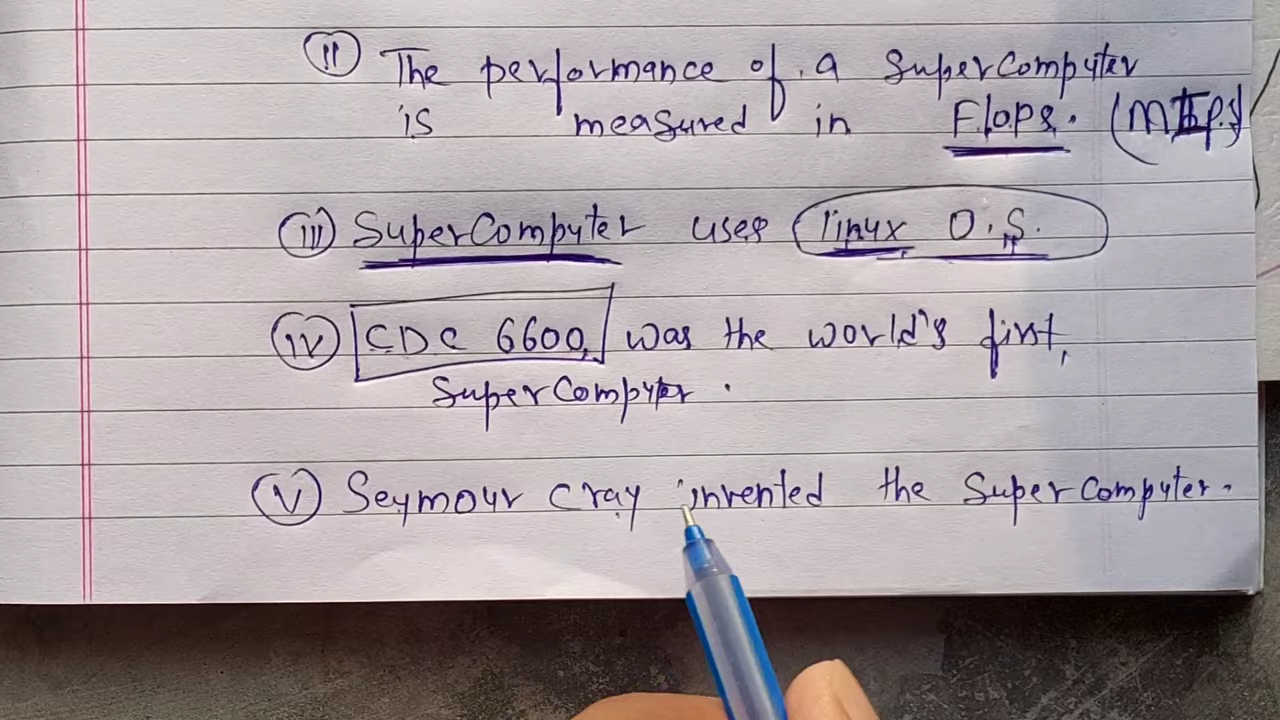 (ii) The performance of a SuperComputer
is measured in Flops. (MIPS)
(iii) SuperComputer uses linux O.S.
(iv) CDC 6600 was the world's first
SuperComputer.
(v) Seymour Cray invented the SuperComputer.